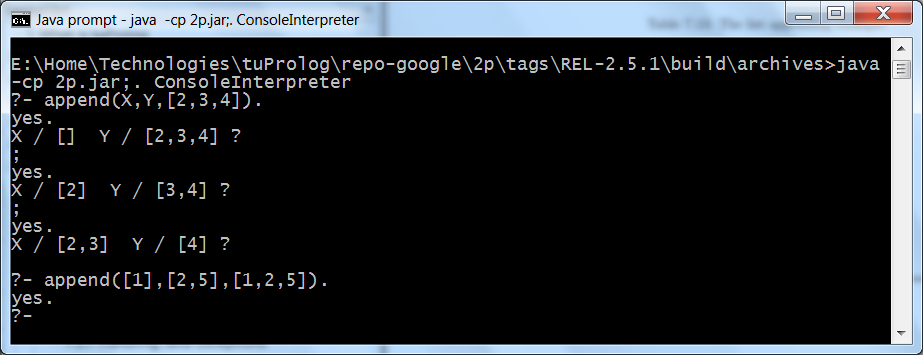 Java prompt - java  -cp 2p.jar;. ConsoleInterpreter
E:\Home\Technologies\tuProlog\repo-google\2p\tags\REL-2.5.1\build\archives>java
-cp 2p.jar;. ConsoleInterpreter
?- append(X,Y,[2,3,4]).
yes.
X / []  Y / [2,3,4] ?
;
yes.
X / [2]  Y / [3,4] ?
;
yes.
X / [2,3]  Y / [4] ?
?- append([1],[2,5],[1,2,5]).
yes.
?-